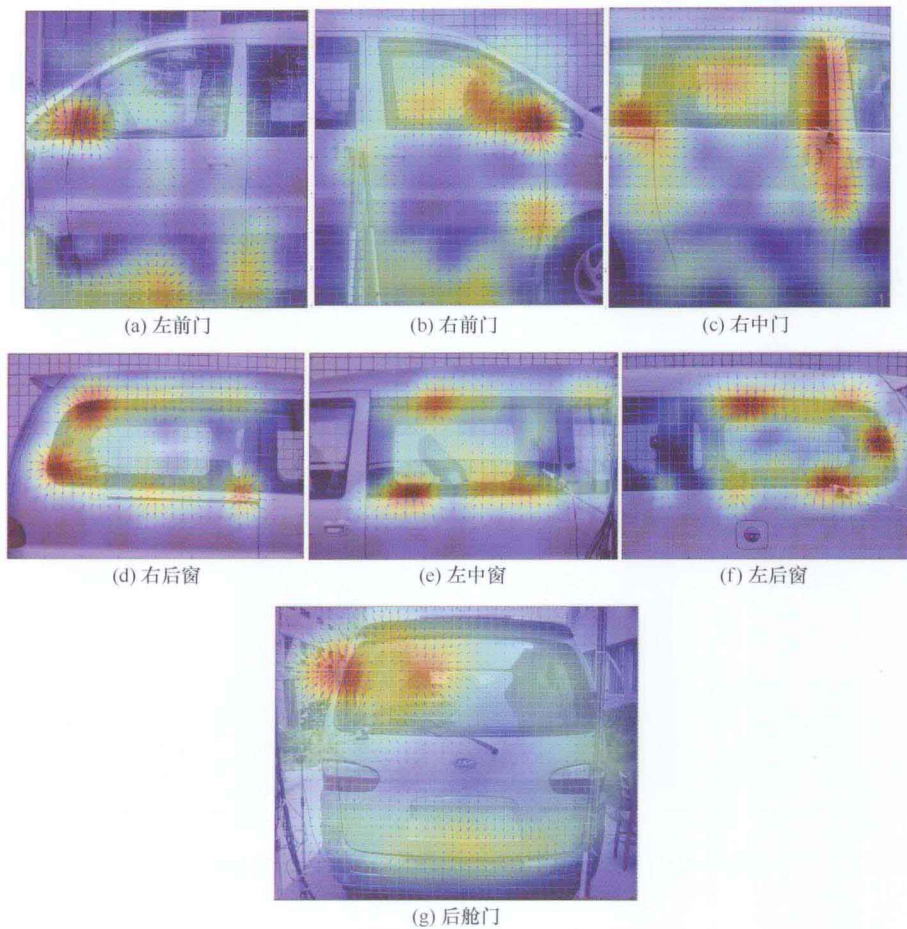 (a) 左前门
(b) 右前门
(c) 右中门
(d) 右后窗
(e) 左中窗
(f) 左后窗
(g) 后舱门